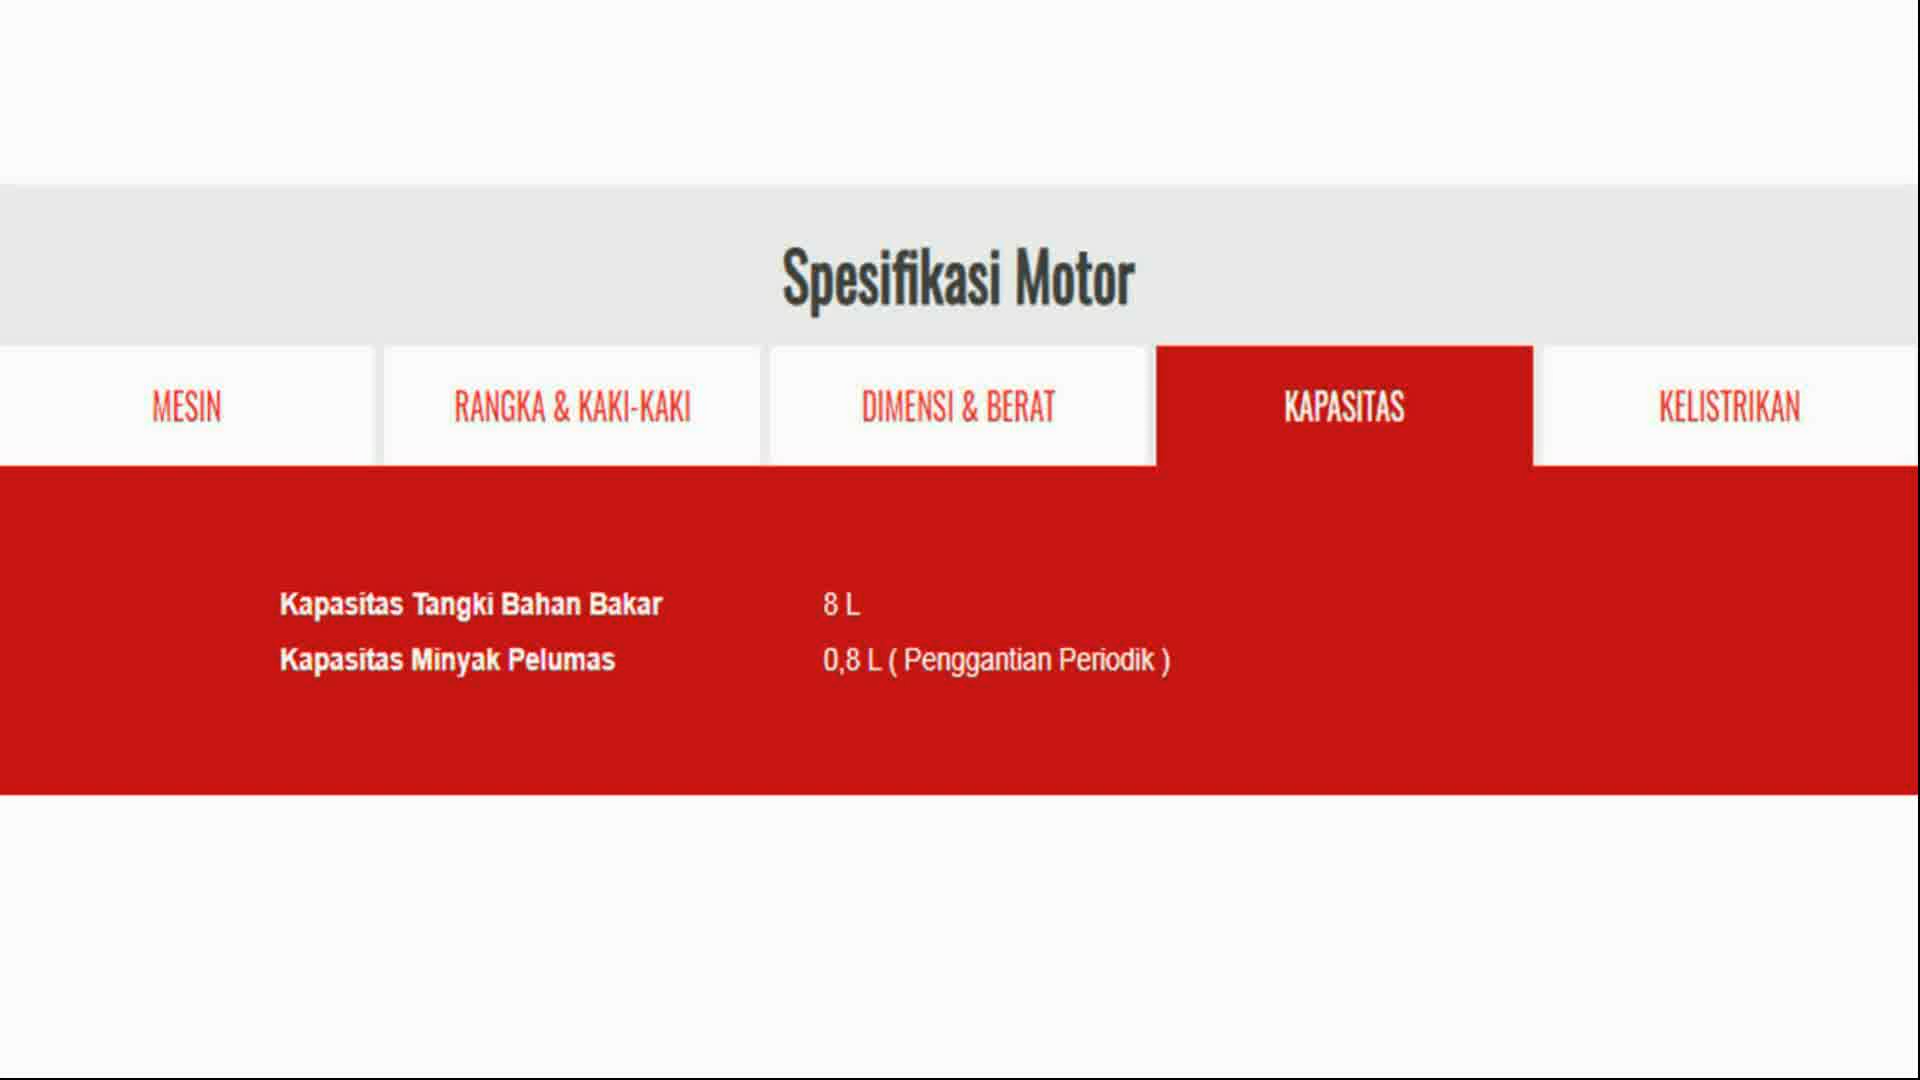 Spesifikasi Motor
MESIN
RANGKA & KAKI-KAKI
DIMENSI & BERAT
KAPASITAS
KELISTRIKAN
Kapasitas Tangki Bahan Bakar 8 L
Kapasitas Minyak Pelumas 0,8 L ( Penggantian Periodik )